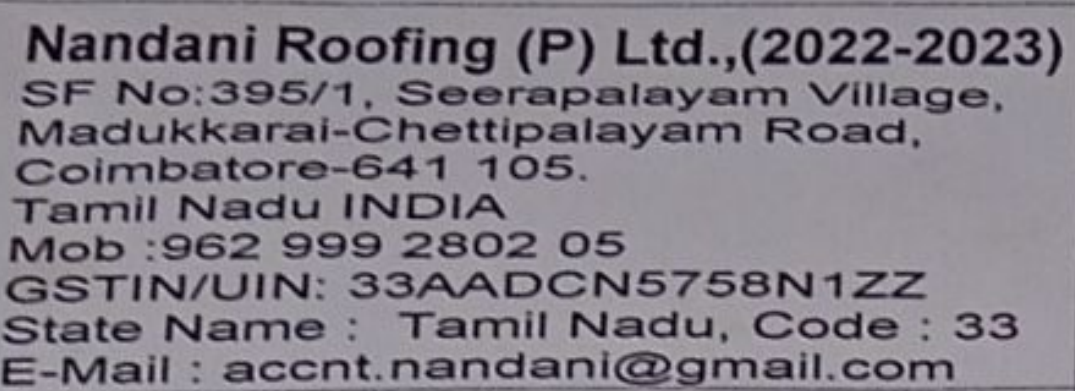 Nandani Roofing (P) Ltd.,(2022-2023)
SF No:395/1, Seerapalayam Village,
Madukkarai-Chettipalayam Road,
Coimbatore-641 105.
Tamil Nadu INDIA
Mob :962 999 2802 05
GSTIN/UIN: 33AADCN5758N1ZZ
State Name : Tamil Nadu, Code : 33
E-Mail : accnt.nandani@gmail.com